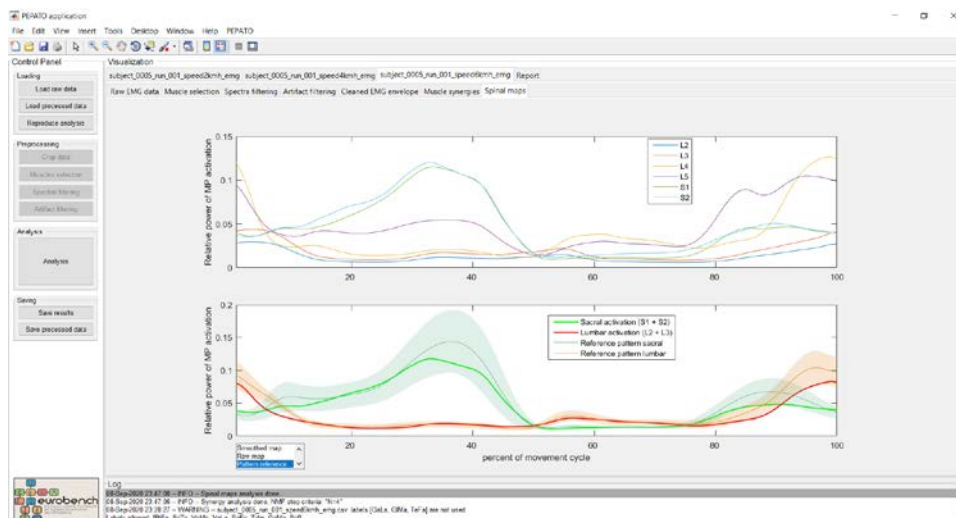 PEPATO application
File Edit View Insert Tools Desktop Window Help PEPATO
Control Panel
Visualization
Loading
subject_0005_run_001_speed2kmh_emg subject_0005_run_001_speed4kmh_emg subject_0005_run_001_speed6kmh_emg Report
Load raw data
Raw EMG data Muscle selection Spectra filtering Artifact filtering Cleaned EMG envelope Muscle synergies Spinal maps
Load processed data
Reproduce analysis
Preprocessing
Crop data
Muscles selection
Spectral filtering
Artifact filtering
Analysis
Analysis
Saving
Save results
Save processed data
Relative power of MP activation
0.15
0.1
0.05
0
20 40 60 80 100
L2
L3
L4
L5
S1
S2
Relative power of MP activation
0.2
0.15
0.1
0.05
0
20 40 60 80 100
percent of movement cycle
Sacral activation (S1 + S2)
Lumbar activation (L2 + L3)
Reference pattern sacral
Reference pattern lumbar
Smoothed map
Raw map
Pattern reference
eurobench
Log
08-Sep-2020 23:47:06 -- INFO -- Spinal maps analysis done.
08-Sep-2020 23:47:06 -- INFO -- Synergy analysis done. NMF stop criteria: